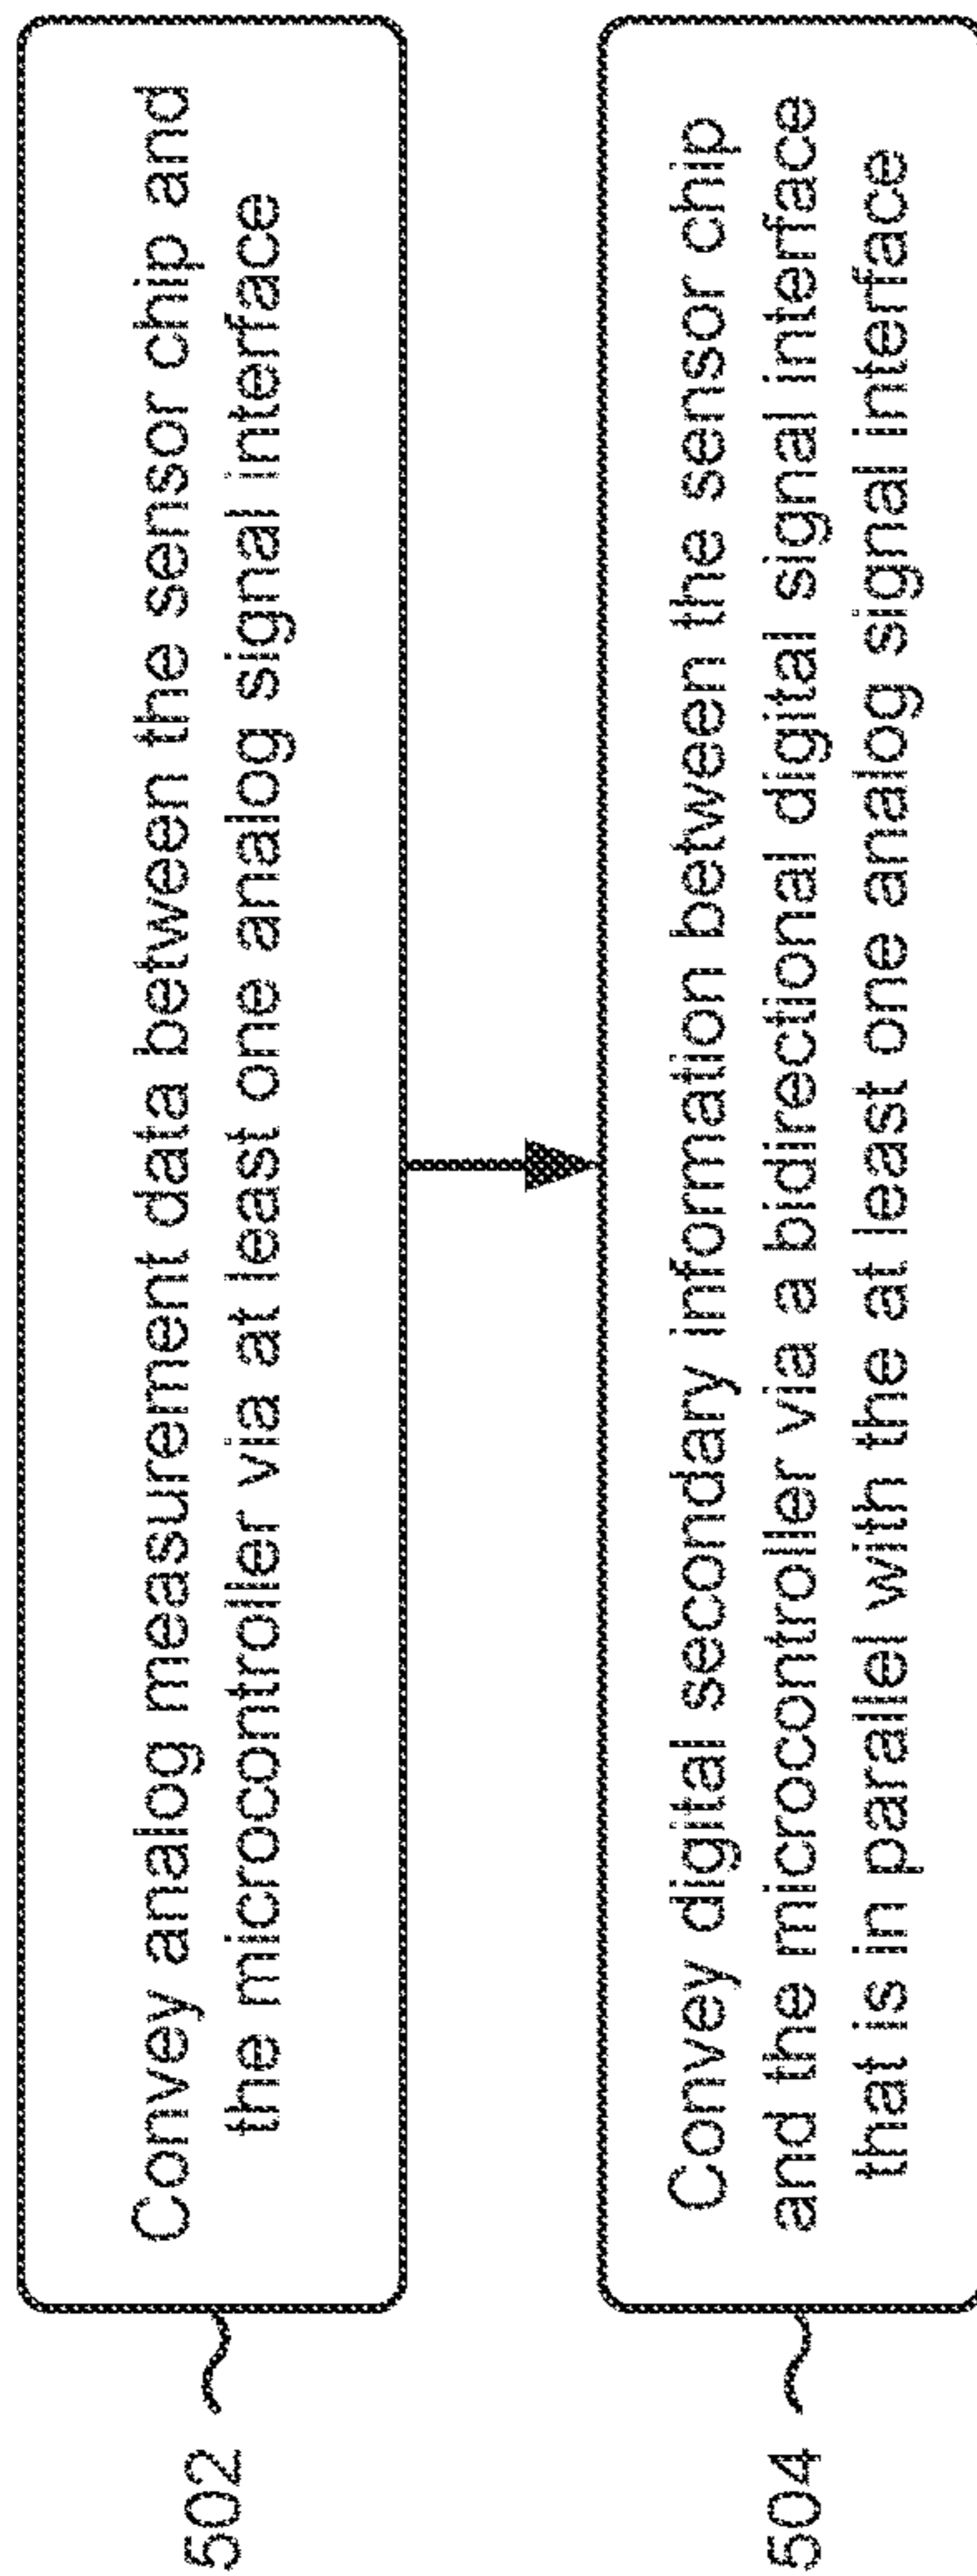 502
Convey analog measurement data between the sensor chip and
the microcontroller via at least one analog signal interface
504
Convey digital secondary information between the sensor chip
and the microcontroller via a bidirectional digital signal interface
that is in parallel with the at least one analog signal interface